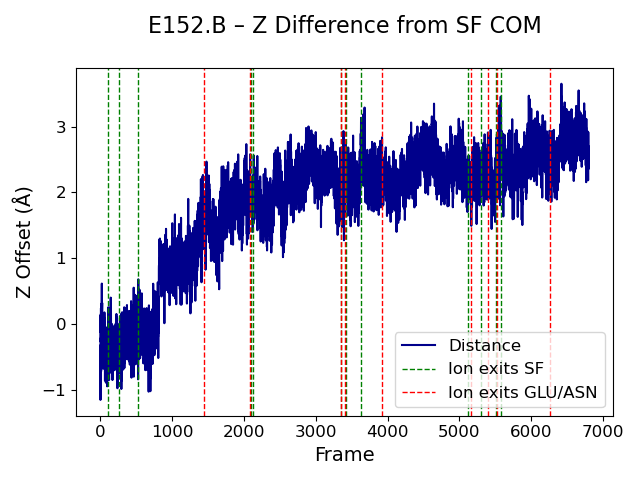 E152.B – Z Difference from SF COM
Z Offset (Å)
3
2
1
0
−1
Distance
Ion exits SF
Ion exits GLU/ASN
0 1000 2000 3000 4000 5000 6000 7000
Frame